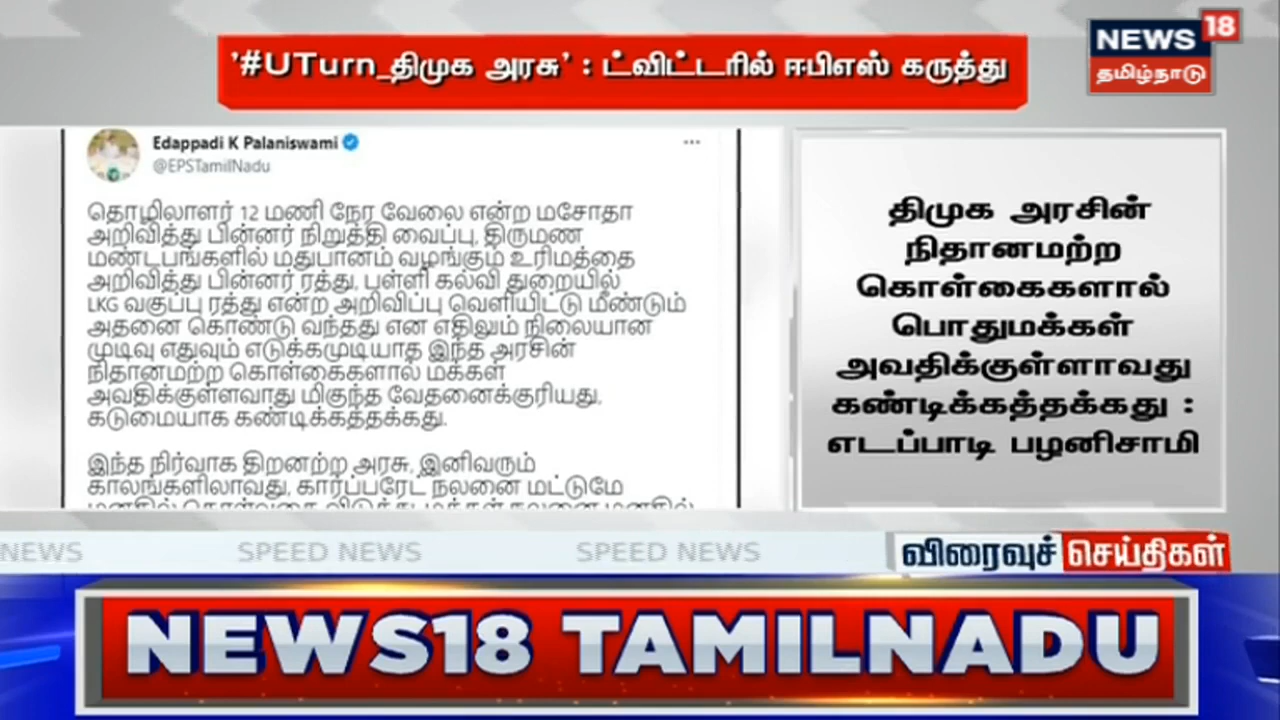 '#UTurn_திமுக அரசு' : ட்விட்டரில் ஈபிஎஸ் கருத்து
NEWS 18
தமிழ்நாடு
Edappadi K Palaniswami
@EPSTamilNadu
தொழிலாளர் 12 மணி நேர வேலை என்ற மசோதா
அறிவித்து பின்னர் நிறுத்தி வைப்பு, திருமண
மண்டபங்களில் மதுபானம் வழங்கும் உரிமத்தை
அறிவித்து பின்னர் ரத்து, பள்ளி கல்வி துறையில்
LKG வகுப்பு ரத்து என்ற அறிவிப்பு வெளியிட்டு மீண்டும்
அதனை கொண்டு வந்தது என எதிலும் நிலையான
முடிவு எதுவும் எடுக்கமுடியாத இந்த அரசின்
நிதானமற்ற கொள்கைகளால் மக்கள்
அவதிக்குள்ளவாது மிகுந்த வேதனைக்குரியது,
கடுமையாக கண்டிக்கத்தக்கது.
இந்த நிர்வாக திறனற்ற அரசு, இனிவரும்
காலங்களிலாவது, கார்ப்பரேட் நலனை மட்டுமே
திமுக அரசின்
நிதானமற்ற
கொள்கைகளால்
பொதுமக்கள்
அவதிக்குள்ளாவது
கண்டிக்கத்தக்கது :
எடப்பாடி பழனிசாமி
NEWS SPEED NEWS SPEED NEWS
விரைவுச் செய்திகள்
NEWS18 TAMILNADU